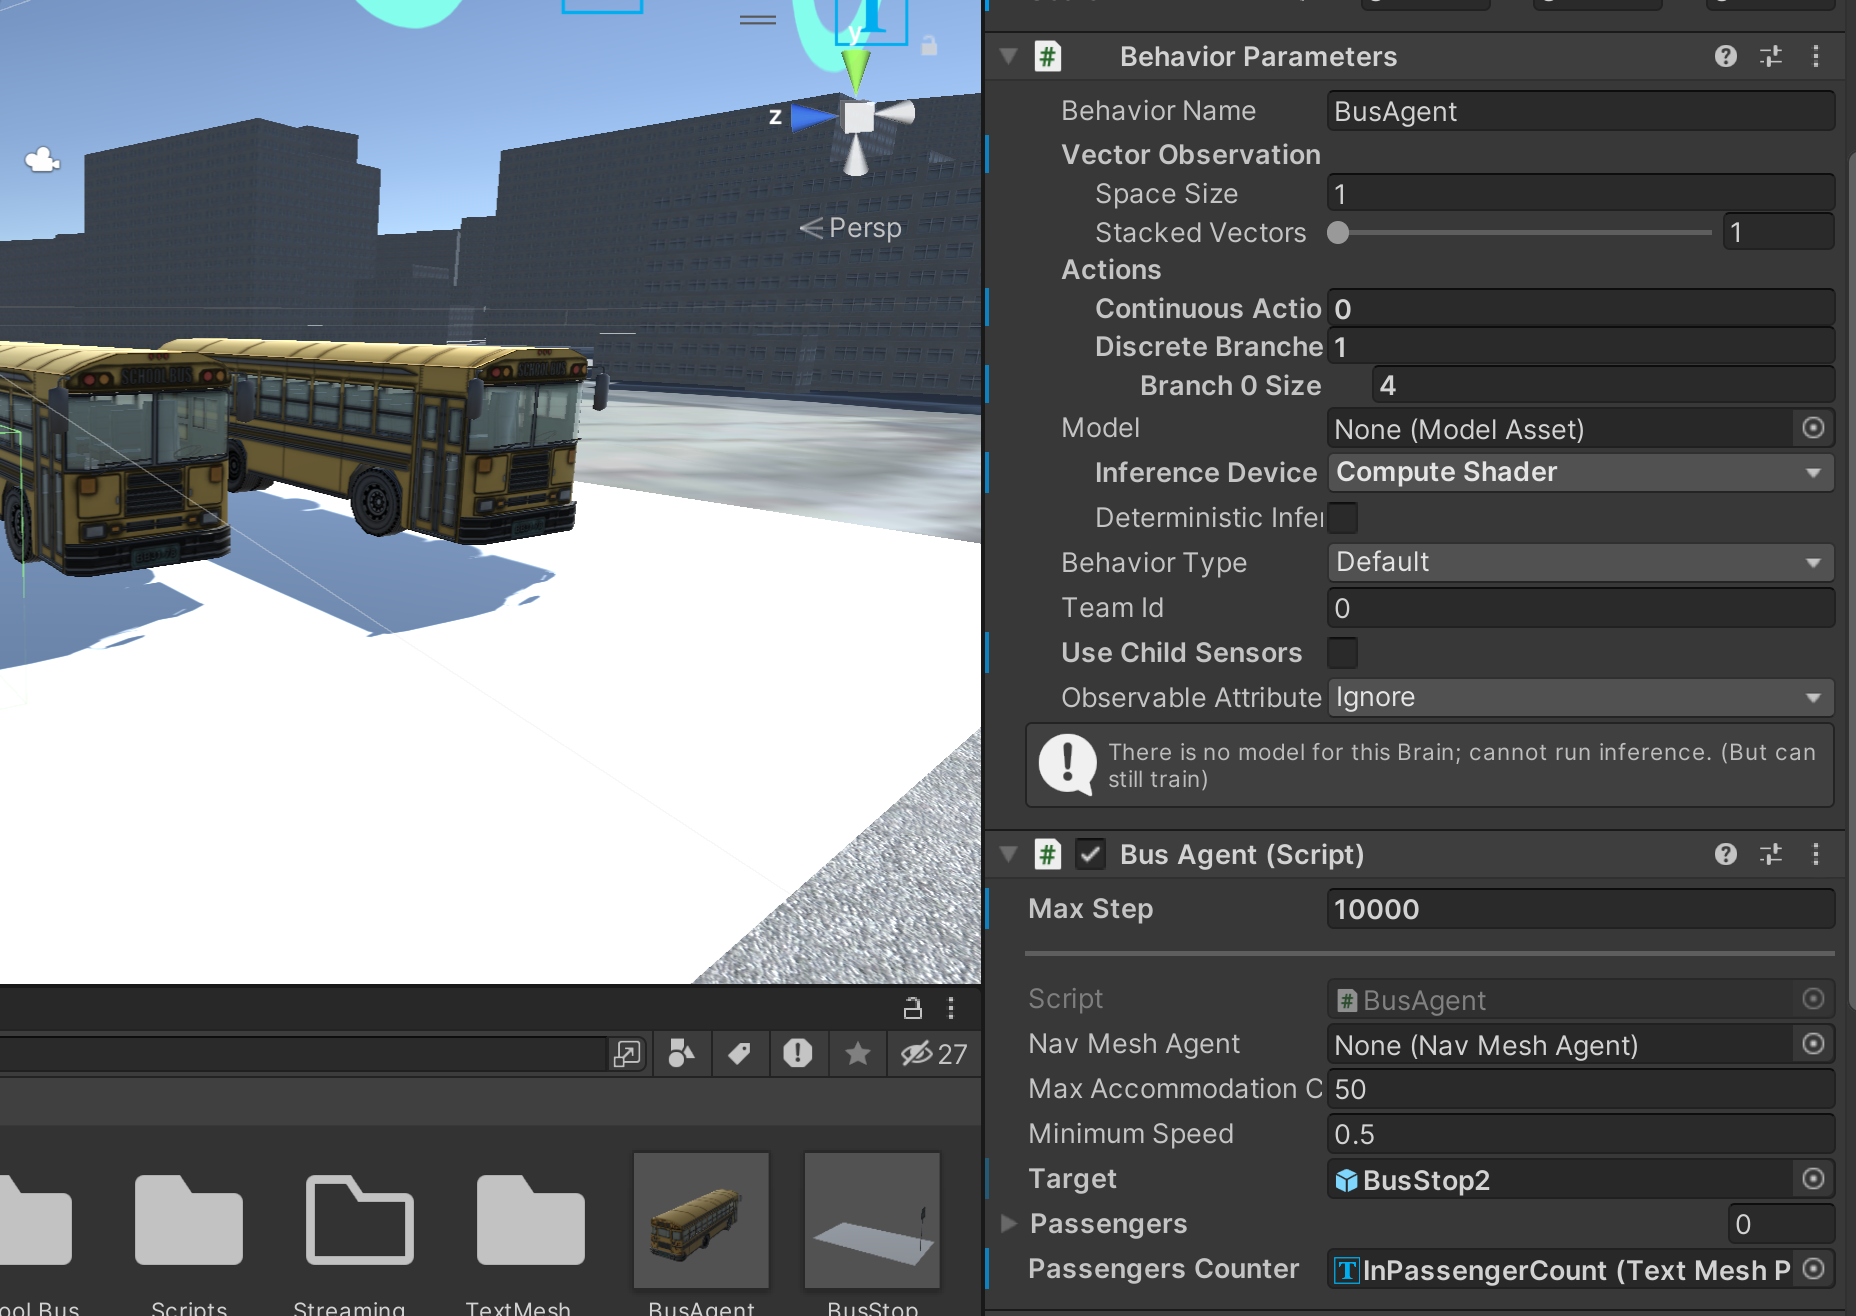 y
z
Persp
SCHOOL BUS
SCHOOL BUS
Behavior Parameters
Behavior Name BusAgent
Vector Observation
Space Size 1
Stacked Vectors 1
Actions
Continuous Actio 0
Discrete Branche 1
Branch 0 Size 4
Model None (Model Asset)
Inference Device Compute Shader
Deterministic Infer
Behavior Type Default
Team Id 0
Use Child Sensors
Observable Attribute Ignore
There is no model for this Brain; cannot run inference. (But can
still train)
Bus Agent (Script)
Max Step 10000
Script BusAgent
Nav Mesh Agent None (Nav Mesh Agent)
Max Accommodation C 50
Minimum Speed 0.5
Target BusStop2
Passengers 0
Passengers Counter InPassengerCount (Text Mesh P
27
ool Bus Scripts Streaming TextMesh BusAgent BusStop